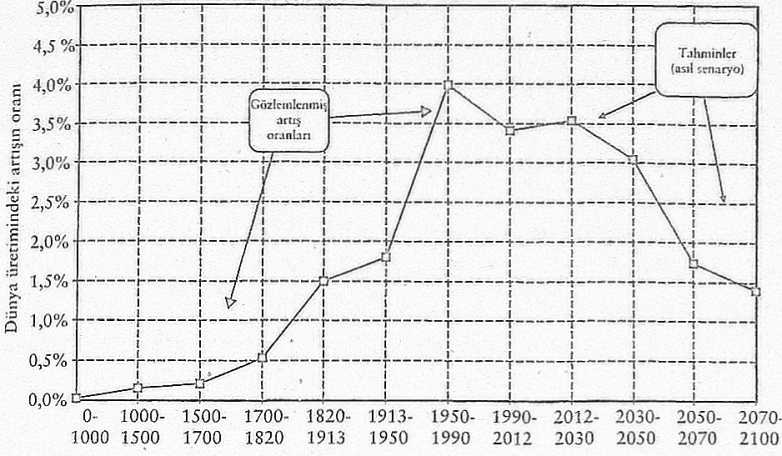 5,0%
4,5%
4,0%
3,5%
3,0%
2,5%
2,0%
1,5%
1,0%
0,5%
0,0%
Dünya üretimindeki artışın oranı
Gözlemlenmiş
artış
oranları
Tahminler
(asıl senaryo)
0- 1000- 1500- 1700- 1820- 1913- 1950- 1990- 2012- 2030- 2050- 2070-
1000 1500 1700 1820 1913 1950 1990 2012 2030 2050 2070 2100